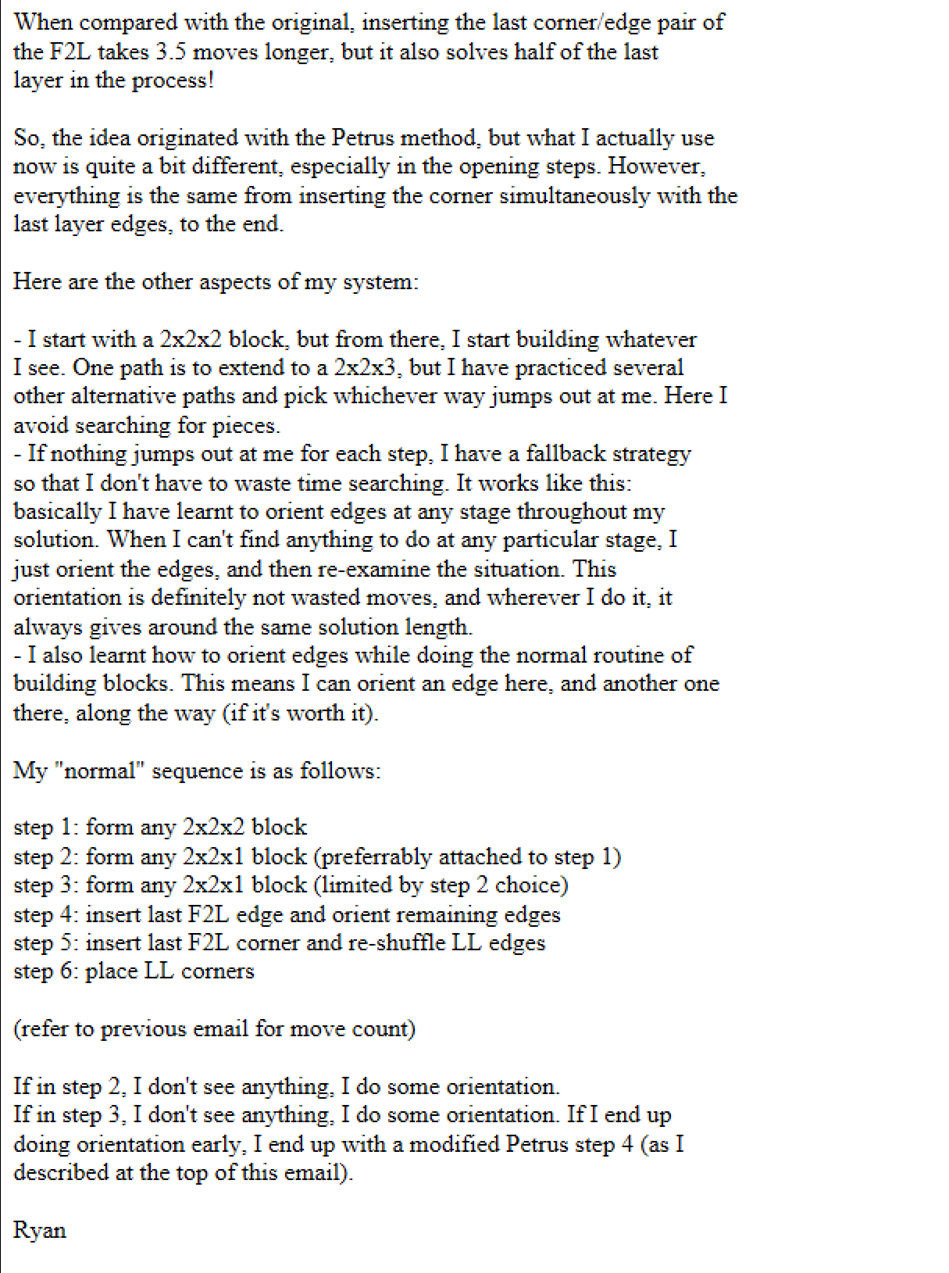 When compared with the original, inserting the last corner/edge pair of
the F2L takes 3.5 moves longer, but it also solves half of the last
layer in the process!
So, the idea originated with the Petrus method, but what I actually use
now is quite a bit different, especially in the opening steps. However,
everything is the same from inserting the corner simultaneously with the
last layer edges, to the end.
Here are the other aspects of my system:
- I start with a 2x2x2 block, but from there, I start building whatever
I see. One path is to extend to a 2x2x3, but I have practiced several
other alternative paths and pick whichever way jumps out at me. Here I
avoid searching for pieces.
- If nothing jumps out at me for each step, I have a fallback strategy
so that I don't have to waste time searching. It works like this:
basically I have learnt to orient edges at any stage throughout my
solution. When I can't find anything to do at any particular stage, I
just orient the edges, and then re-examine the situation. This
orientation is definitely not wasted moves, and wherever I do it, it
always gives around the same solution length.
- I also learnt how to orient edges while doing the normal routine of
building blocks. This means I can orient an edge here, and another one
there, along the way (if it's worth it).
My "normal" sequence is as follows:
step 1: form any 2x2x2 block
step 2: form any 2x2x1 block (preferrably attached to step 1)
step 3: form any 2x2x1 block (limited by step 2 choice)
step 4: insert last F2L edge and orient remaining edges
step 5: insert last F2L corner and re-shuffle LL edges
step 6: place LL corners
(refer to previous email for move count)
If in step 2, I don't see anything, I do some orientation.
If in step 3, I don't see anything, I do some orientation. If I end up
doing orientation early, I end up with a modified Petrus step 4 (as I
described at the top of this email).
Ryan